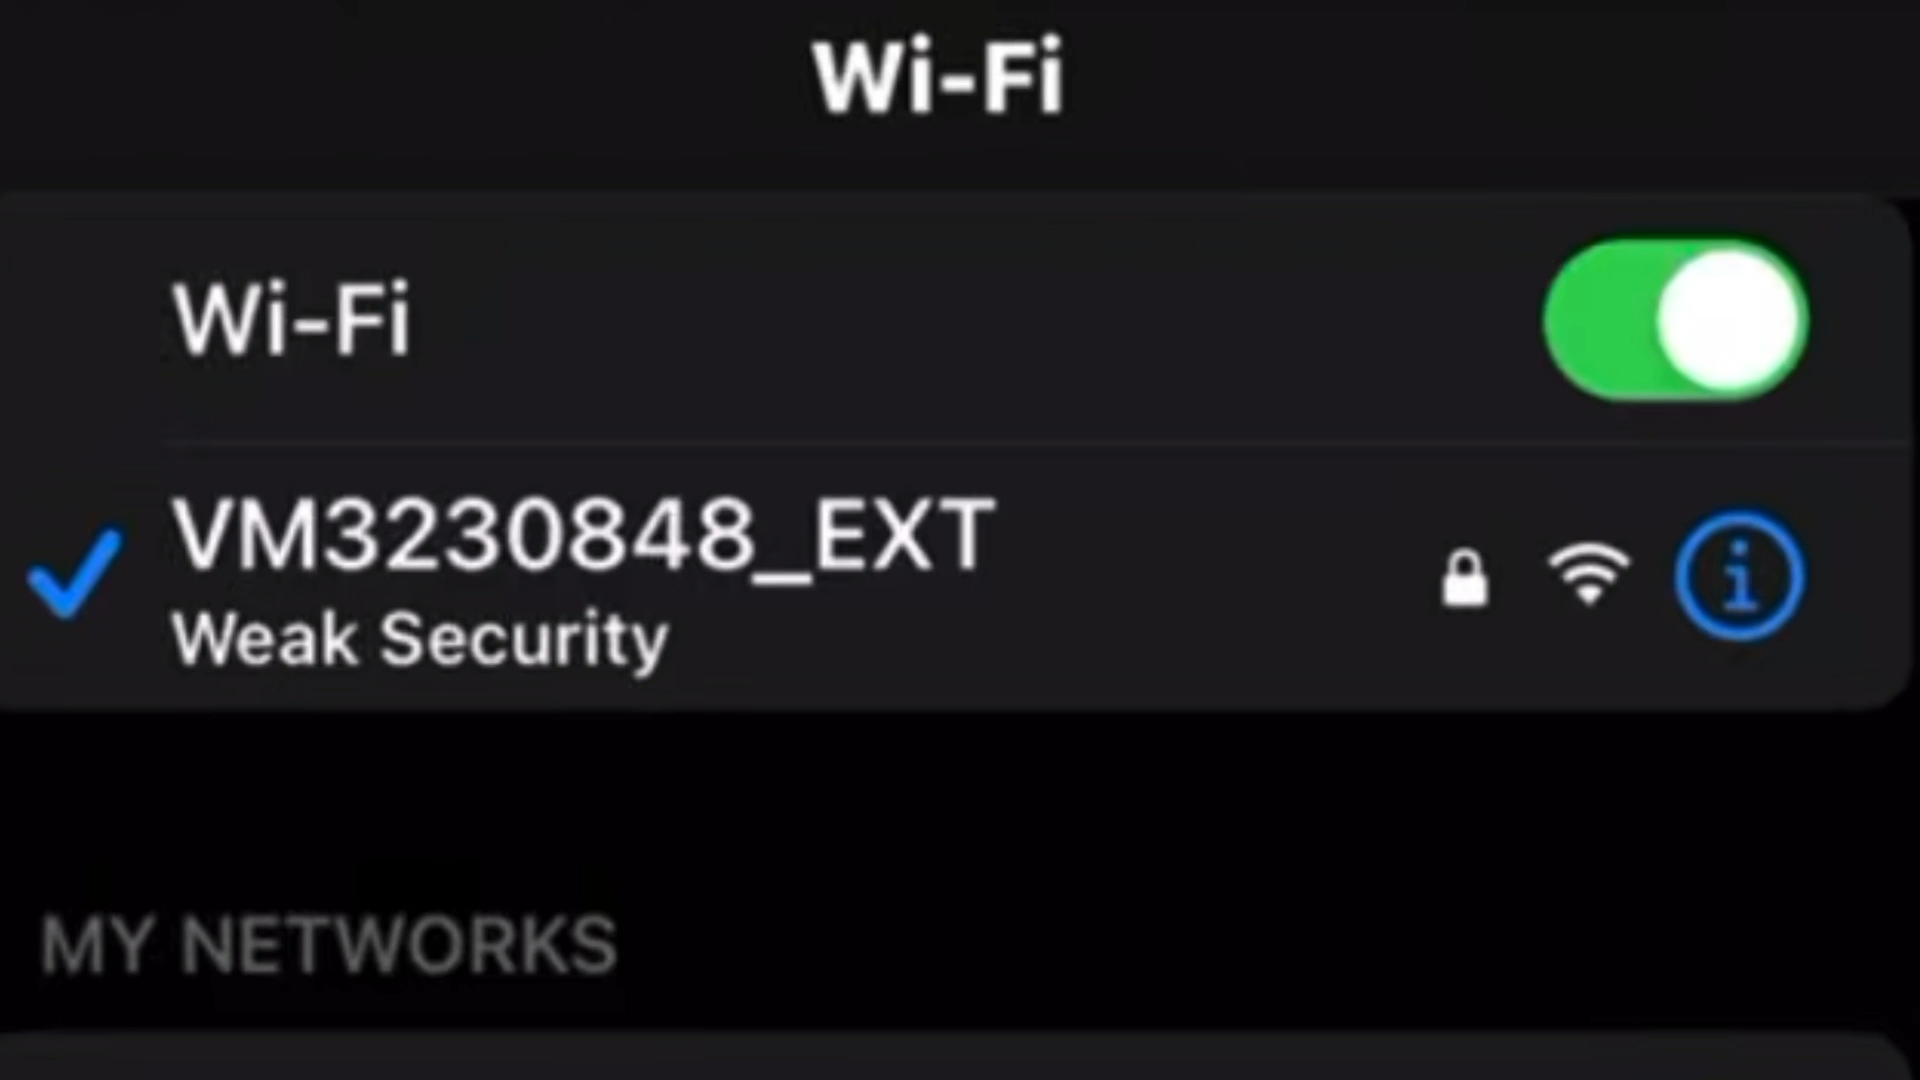 Wi-Fi
Wi-Fi
VM3230848_EXT
Weak Security
MY NETWORKS